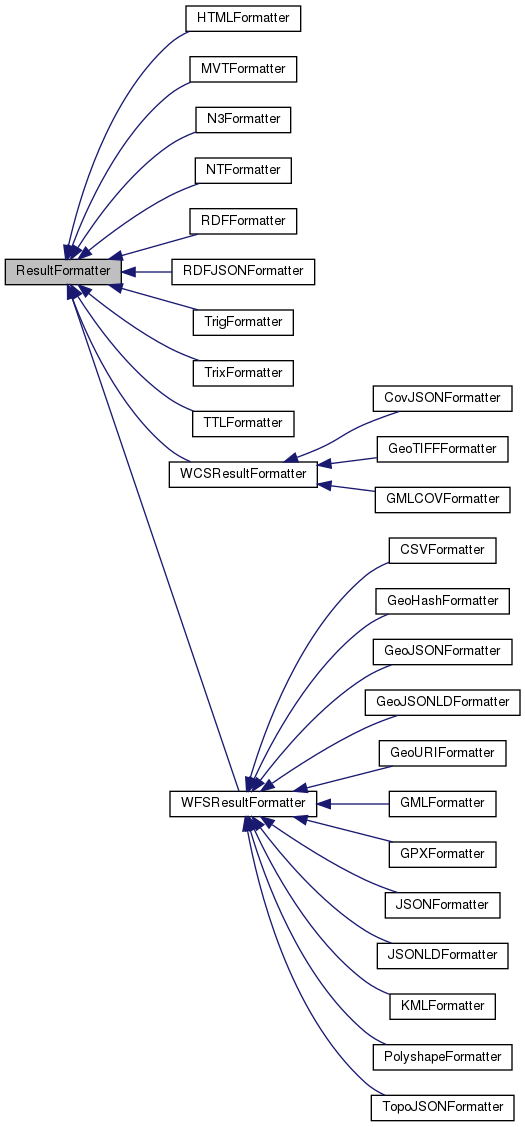 HTMLFormatter
MVTFormatter
N3Formatter
NTFormatter
RDFFormatter
ResultFormatter
RDFJSONFormatter
TrigFormatter
TrixFormatter
CovJSONFormatter
TTLFormatter
GeoTIFFFormatter
WCSResultFormatter
GMLCOVFormatter
CSVFormatter
GeoHashFormatter
GeoJSONFormatter
GeoJSONLDFormatter
GeoURIFormatter
WFSResultFormatter
GMLFormatter
GPXFormatter
JSONFormatter
JSONLDFormatter
KMLFormatter
PolyshapeFormatter
TopoJSONFormatter